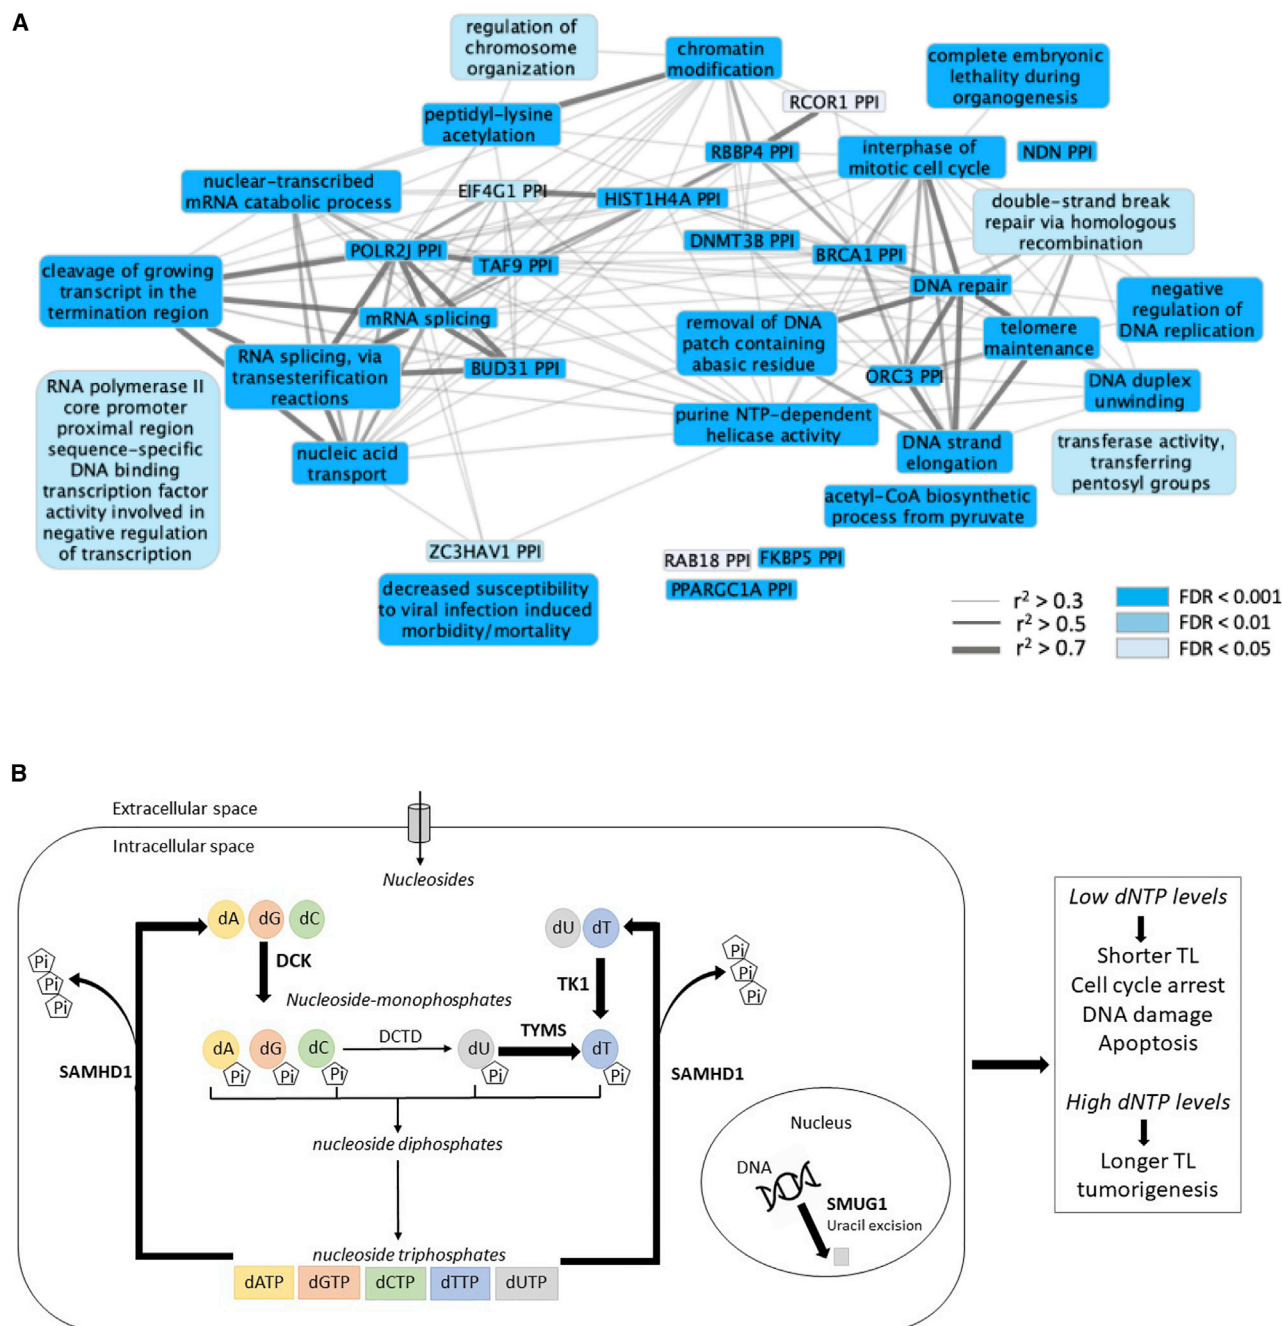 A
regulation of
chromosome
organization
chromatin
modification
complete embryonic
lethality during
organogenesis
RCOR1 PPI
peptidyl-lysine
acetylation
RBBP4 PPI
interphase of
mitotic cell cycle
NDN PPI
nuclear-transcribed
mRNA catabolic process
EIF4G1 PPI
HIST1H4A PPI
double-strand break
repair via homologous
recombination
DNMT3B PPI
POLR2J PPI
TAF9 PPI
BRCA1 PPI
cleavage of growing
transcript in the
termination region
DNA repair
negative
regulation of
DNA replication
mRNA splicing
removal of DNA
patch containing
abasic residue
telomere
maintenance
RNA splicing, via
transesterification
reactions
BUD31 PPI
ORC3 PPI
DNA duplex
unwinding
RNA polymerase II
core promoter
proximal region
sequence-specific
DNA binding
transcription factor
activity involved in
negative regulation
of transcription
purine NTP-dependent
helicase activity
DNA strand
elongation
transferase activity,
transferring
pentosyl groups
nucleic acid
transport
acetyl-CoA biosynthetic
process from pyruvate
ZC3HAV1 PPI
RAB18 PPI
FKBP5 PPI
PPARGC1A PPI
decreased susceptibility
to viral infection induced
morbidity/mortality
r² > 0.3
r² > 0.5
r² > 0.7
FDR < 0.001
FDR < 0.01
FDR < 0.05
B
Extracellular space
Intracellular space
Nucleosides
dA dG dC
dU dT
DCK
TK1
Pi
Pi
Pi
Pi
Pi
Pi
Nucleoside-monophosphates
DCTD
TYMS
dA dG dC dU dT
Pi Pi Pi Pi Pi
SAMHD1
SAMHD1
nucleoside diphosphates
nucleoside triphosphates
dATP dGTP dCTP dTTP dUTP
Nucleus
DNA
SMUG1
Uracil excision
Low dNTP levels
Shorter TL
Cell cycle arrest
DNA damage
Apoptosis
High dNTP levels
Longer TL
tumorigenesis